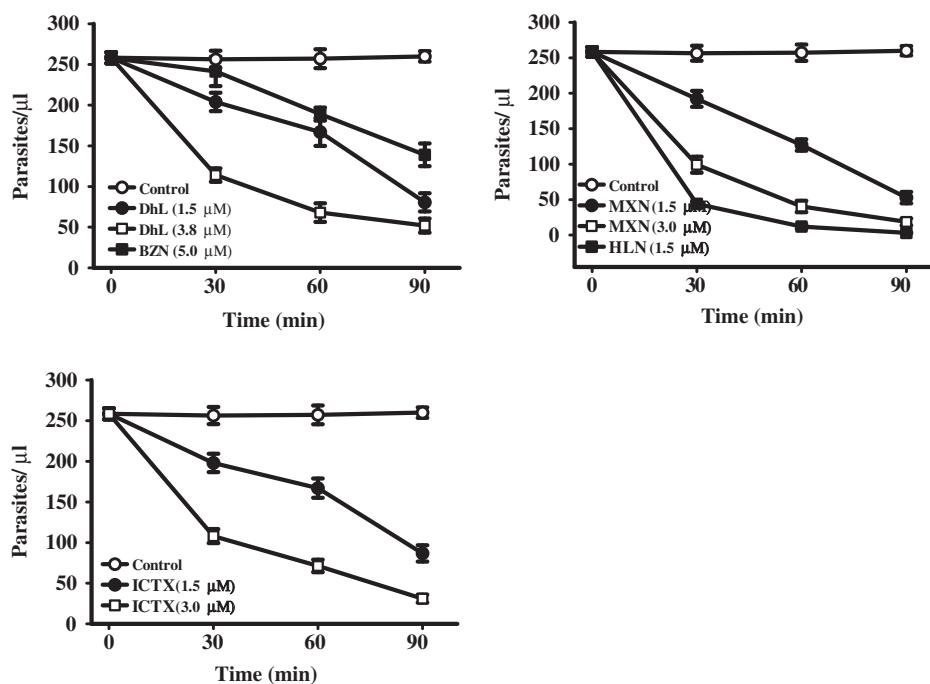 300
250
200
150
100
50
0
Parasites/µl
Control
DhL (1.5 µM)
DhL (3.8 µM)
BZN (5.0 µM)
0 30 60 90
Time (min)
300
250
200
150
100
50
0
Parasites/ µl
Control
MXN (1.5 µM)
MXN (3.0 µM)
HLN (1.5 µM)
0 30 60 90
Time (min)
300
250
200
150
100
50
0
Parasites/ µl
Control
ICTX (1.5 µM)
ICTX (3.0 µM)
0 30 60 90
Time (min)